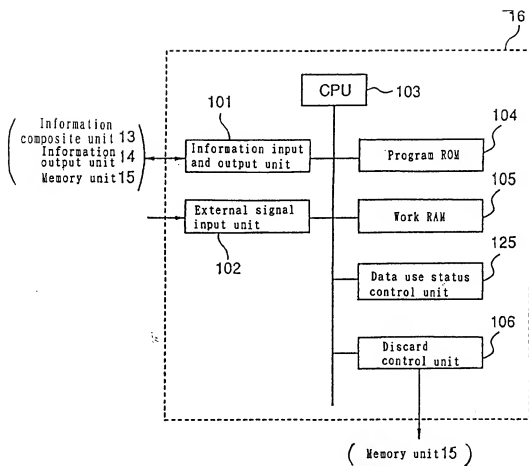 16
CPU
103
101
104
Information
composite unit 13
Information
output unit 14
Memory unit 15
Information input
and output unit
Program ROM
105
External signal
input unit
Work RAM
102
125
Data use status
control unit
106
Discard
control unit
( Memory unit 15 )